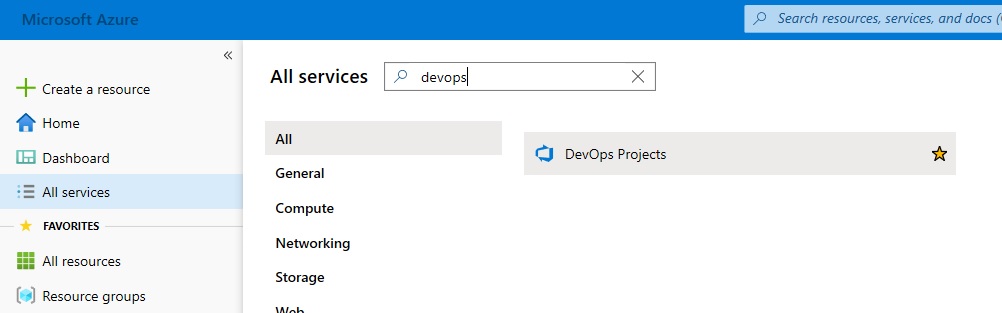 Microsoft Azure
Search resources, services, and docs (
«
Create a resource
Home
Dashboard
All services
FAVORITES
All resources
Resource groups
All services
devops
All
General
Compute
Networking
Storage
Web
DevOps Projects